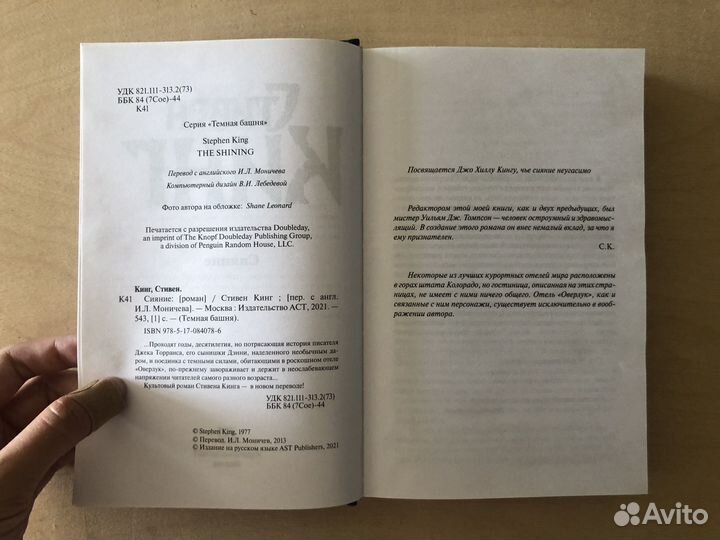 УДК 821.111-313.2(73)
ББК 84 (7Сое)-44
К41
Серия «Темная башня»
Stephen King
THE SHINING
Перевод с английского И.Л. Моничева
Компьютерный дизайн В.И. Лебедевой
Фото автора на обложке: Shane Leonard
Печатается с разрешения издательства Doubleday,
an imprint of The Knopf Doubleday Publishing Group,
a division of Penguin Random House, LLC.
Кинг, Стивен.
К41 Сияние: [роман] / Стивен Кинг ; [пер. с англ.
И.Л. Моничева]. — Москва : Издательство АСТ, 2021. —
543, [1] с. — (Темная башня).
ISBN 978-5-17-084078-6
...Проходят годы, десятилетия, но потрясающая история писателя
Джека Торранса, его сынишки Дэнни, наделенного необычным да-
ром, и поединка с темными силами, обитающими в роскошном отеле
«Оверлук», по-прежнему завораживает и держит в неослабевающем
напряжении читателей самого разного возраста...
Культовый роман Стивена Кинга — в новом переводе!
УДК 821.111-313.2(73)
ББК 84 (7Сое)-44
© Stephen King, 1977
© Перевод. И.Л. Моничев, 2013
© Издание на русском языке AST Publishers, 2021
Посвящается Джо Хиллу Кингу, чье сияние неугасимо
Редактором этой моей книги, как и двух предыдущих, был
мистер Уильям Дж. Томпсон — человек остроумный и здравомыс-
лящий. В создание этого романа он внес немалый вклад, за что я
ему признателен.
С.К.
Некоторые из лучших курортных отелей мира расположены
в горах штата Колорадо, но гостиница, описанная на этих стра-
ницах, не имеет с ними ничего общего. Отель «Оверлук», как и
связанные с ним персонажи, существует исключительно в вооб-
ражении автора.
Avito